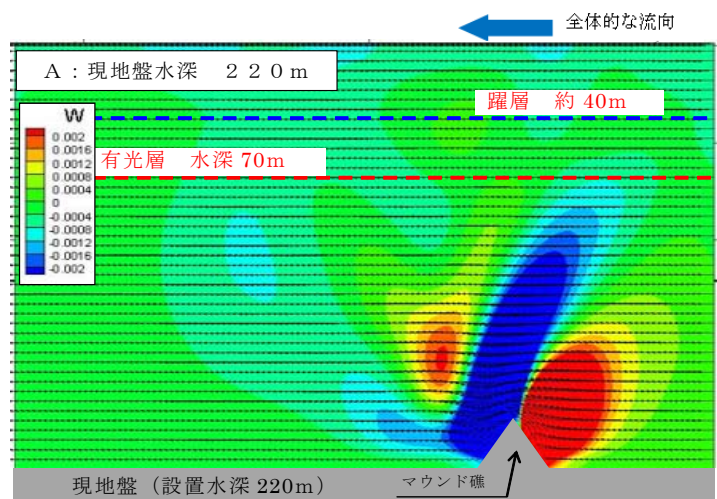 全体的な流向
A：現地盤水深　２２０ｍ
躍層　約 40m
W
0.002
0.0016
0.0012
0.0008
0.0004
0
-0.0004
-0.0008
-0.0012
-0.0016
-0.002
有光層　水深 70m
現地盤（設置水深 220m）
マウンド礁